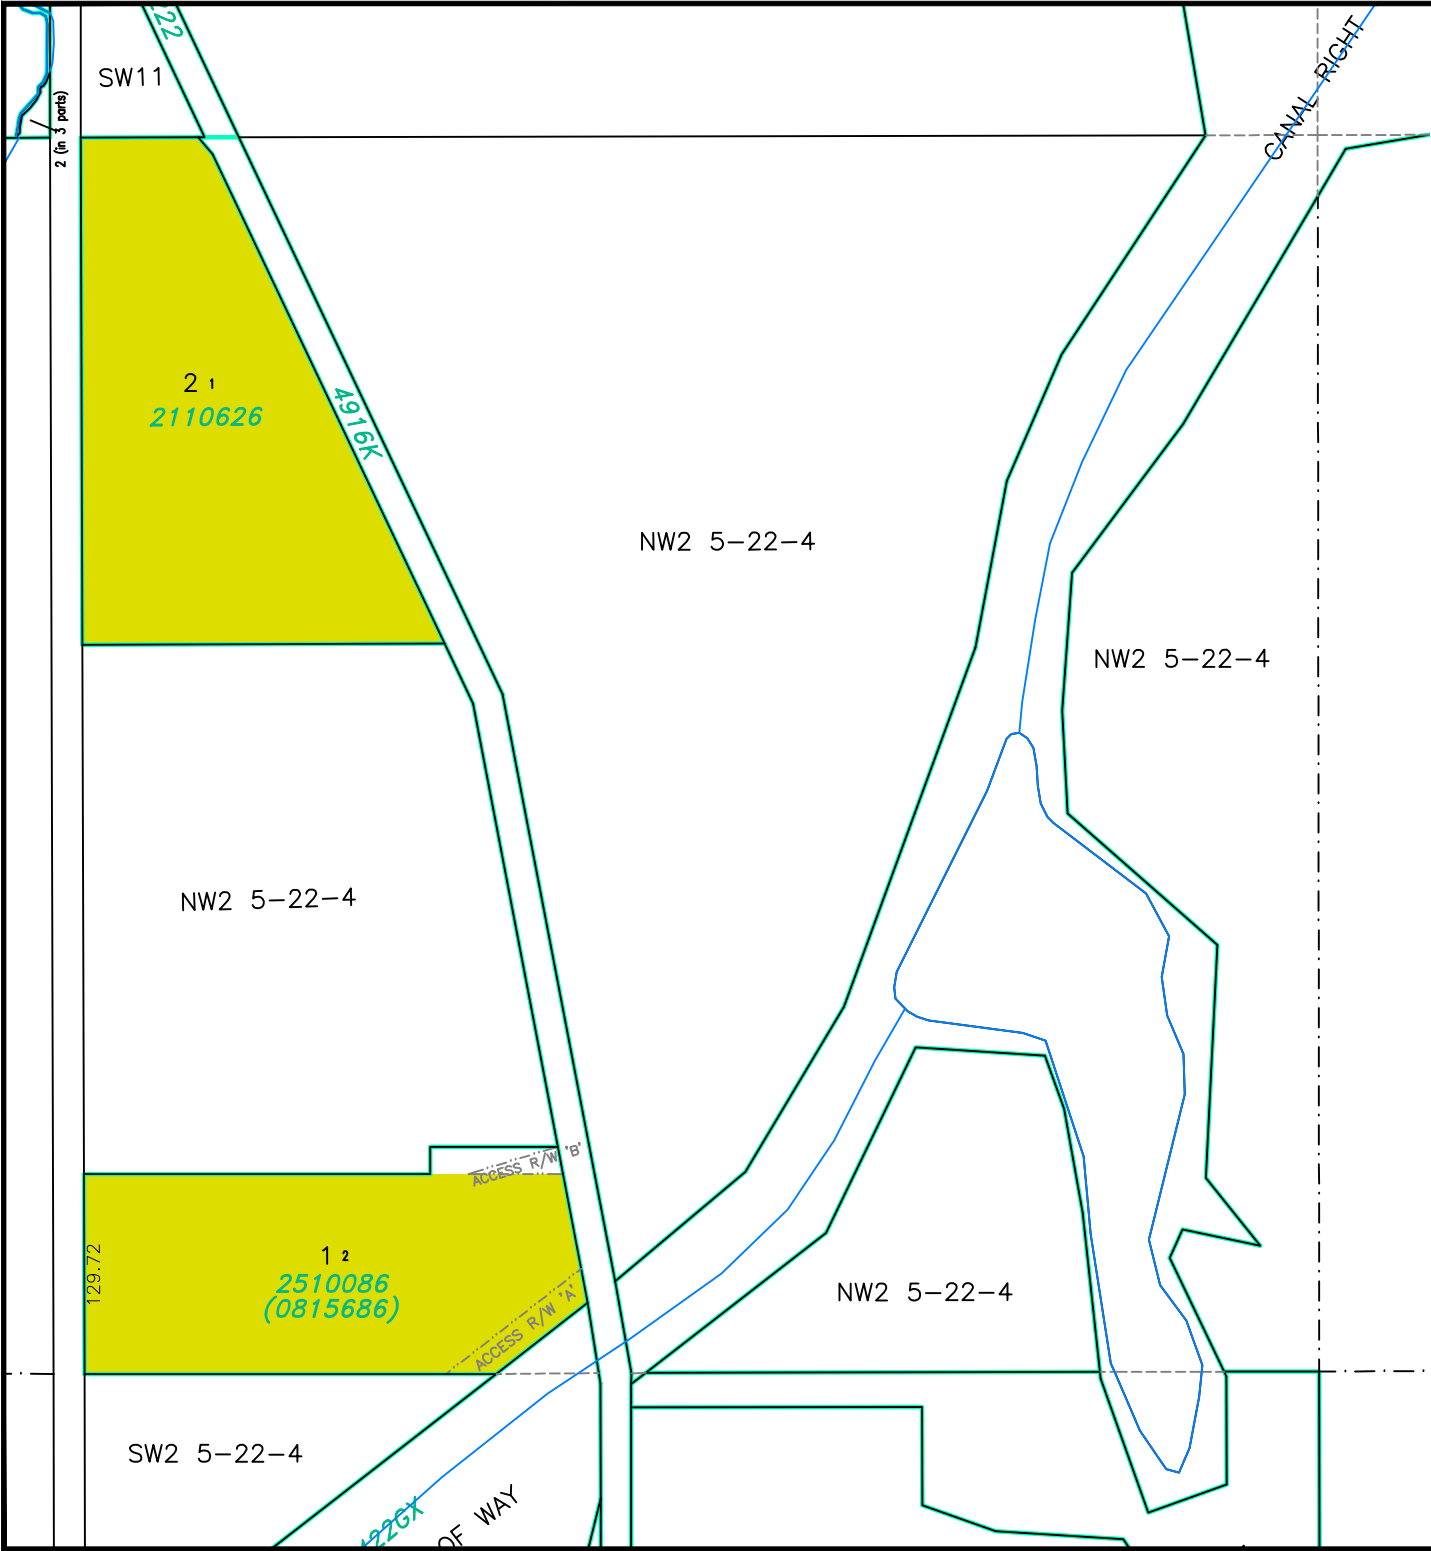 222
SW11
CANAL RIGHT
2 (in 3 parts)
2 1
2110626
4916K
NW2 5-22-4
NW2 5-22-4
NW2 5-22-4
ACCESS R/W 'B'
129.72
1 2
2510086
(0815686)
ACCESS R/W 'A'
NW2 5-22-4
SW2 5-22-4
22GX
OF WAY